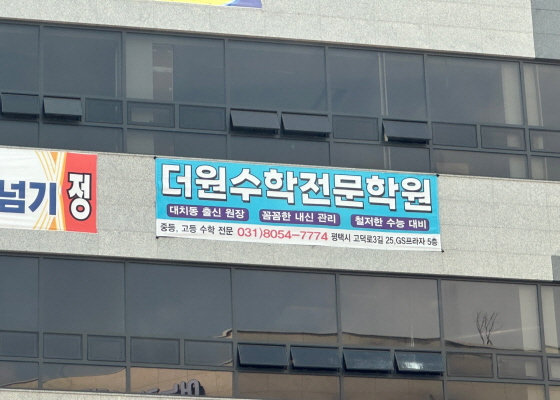 더원수학전문학원
대치동 출신 원장 꼼꼼한 내신 관리 철저한 수능 대비
중등, 고등 수학 전문 031)8054-7774 평택시 고덕로3길 25,GS프라자 5층
넘기 정